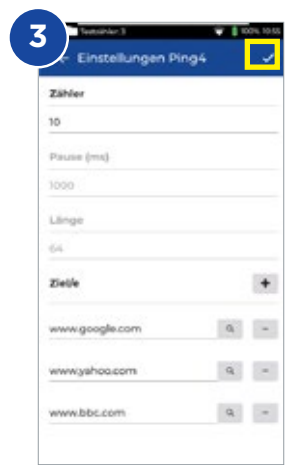 3
Testzähler: 3
100% 10:55
← Einstellungen Ping4
Zähler
10
Pause (ms)
1000
Länge
64
Ziel/e
+
www.google.com
-
www.yahoo.com
-
www.bbc.com
-